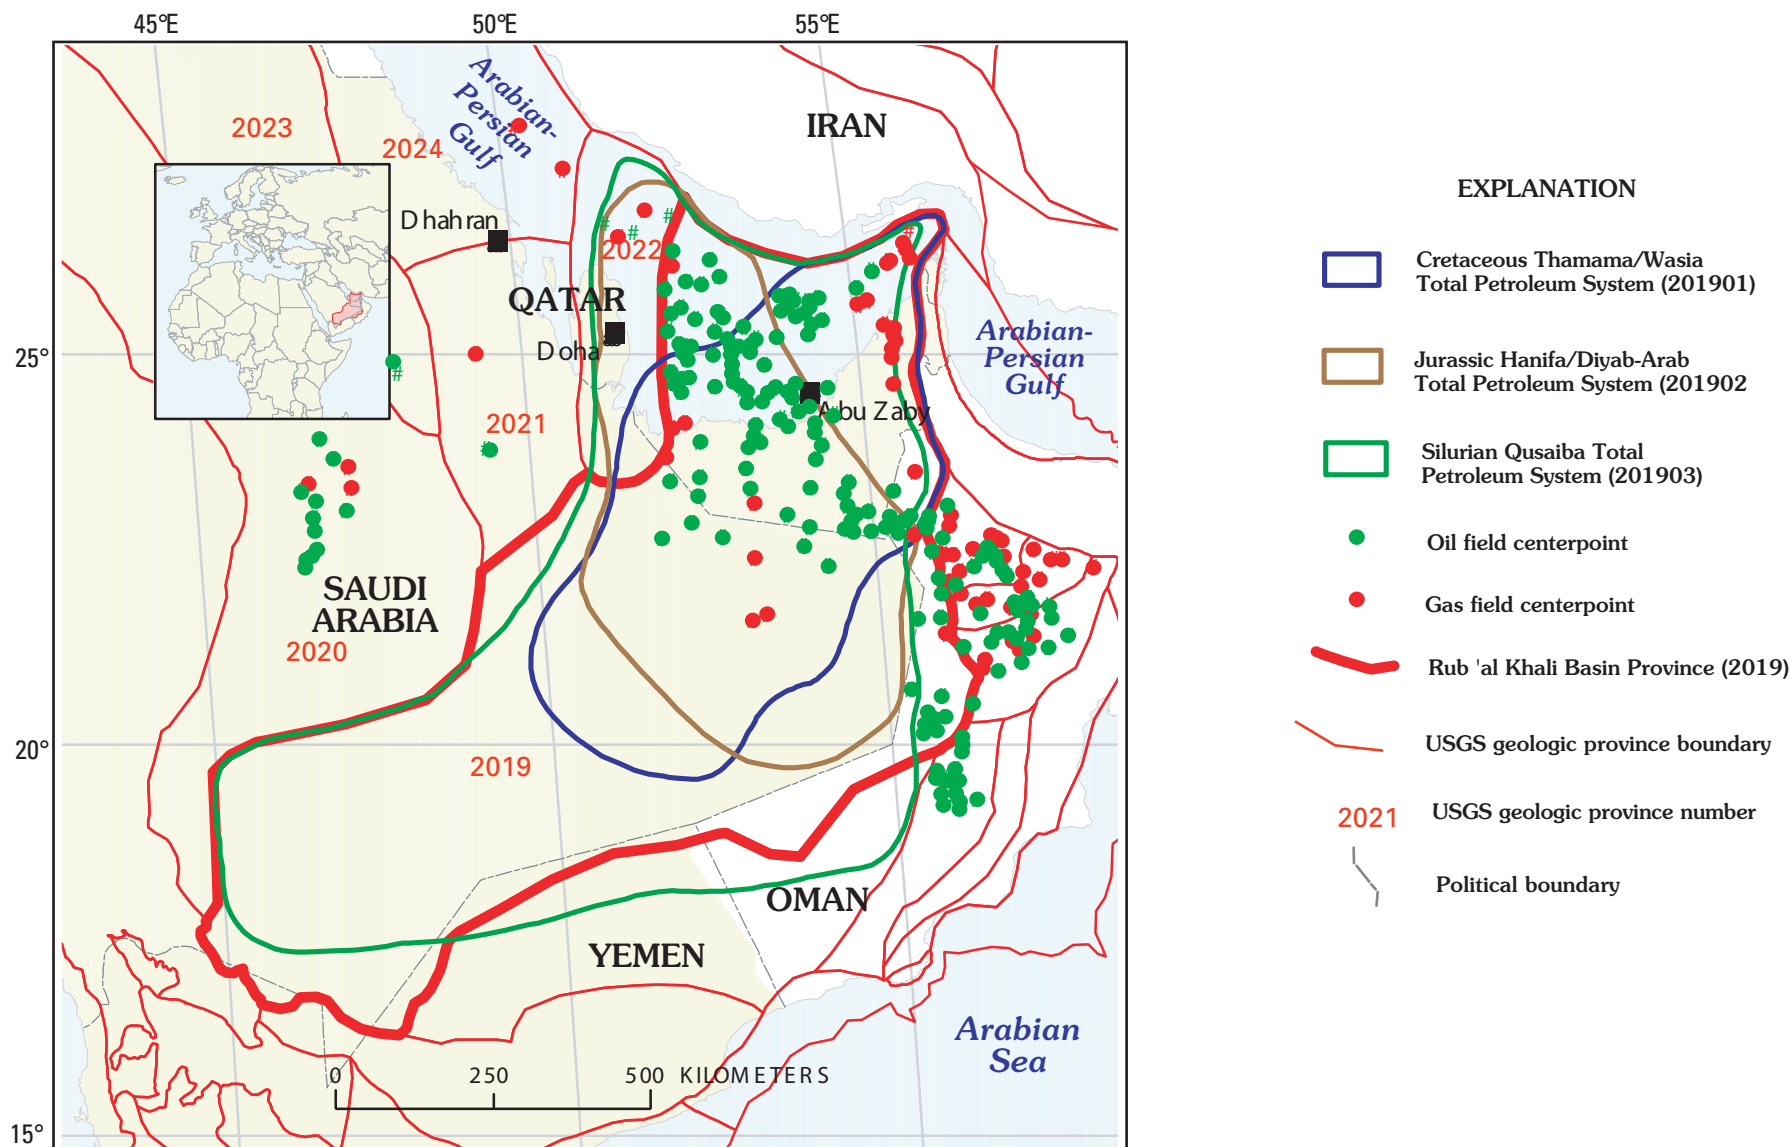 45°E
50°E
55°E
25°
20°
15°
Arabian-
Persian
Gulf
IRAN
2023
2024
Dhahran
2022
QATAR
Doha
Arabian-
Persian
Gulf
Abu Zaby
2021
SAUDI
ARABIA
2020
2019
OMAN
YEMEN
Arabian
Sea
0
250
500 KILOMETERS
EXPLANATION
Cretaceous Thamama/Wasia
Total Petroleum System (201901)
Jurassic Hanifa/Diyab-Arab
Total Petroleum System (201902
Silurian Qusaiba Total
Petroleum System (201903)
Oil field centerpoint
Gas field centerpoint
Rub 'al Khali Basin Province (2019)
USGS geologic province boundary
2021
USGS geologic province number
Political boundary